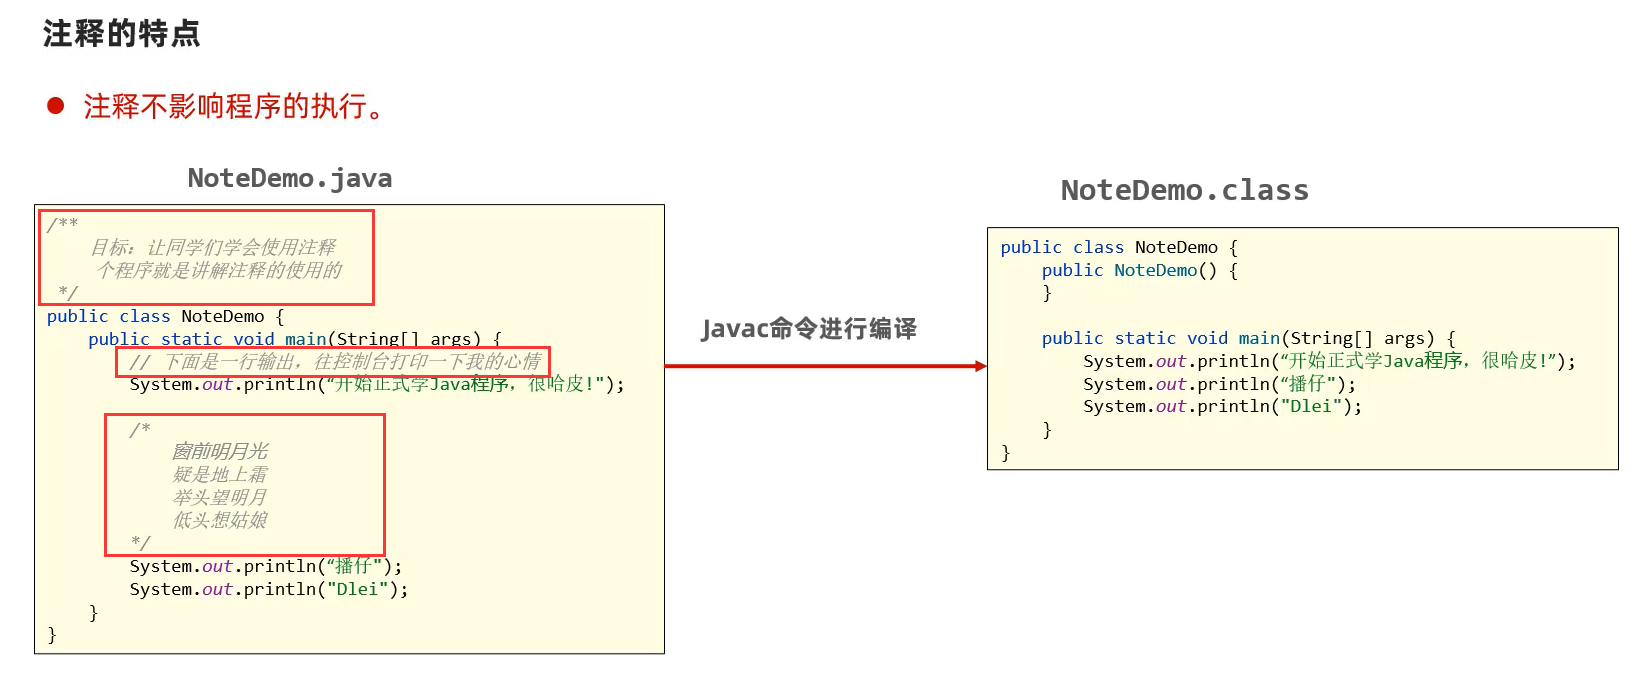 注释的特点
● 注释不影响程序的执行。
NoteDemo.java
/**
目标：让同学们学会使用注释
个程序就是讲解注释的使用的
*/
public class NoteDemo {
public static void main(String[] args) {
// 下面是一行输出，往控制台打印一下我的心情
System.out.println(“开始正式学Java程序，很哈皮!");
/*
窗前明月光
疑是地上霜
举头望明月
低头想姑娘
*/
System.out.println(“播仔");
System.out.println("Dlei");
}
}
Javac命令进行编译
NoteDemo.class
public class NoteDemo {
public NoteDemo() {
}
public static void main(String[] args) {
System.out.println(“开始正式学Java程序，很哈皮!”);
System.out.println(“播仔");
System.out.println("Dlei");
}
}